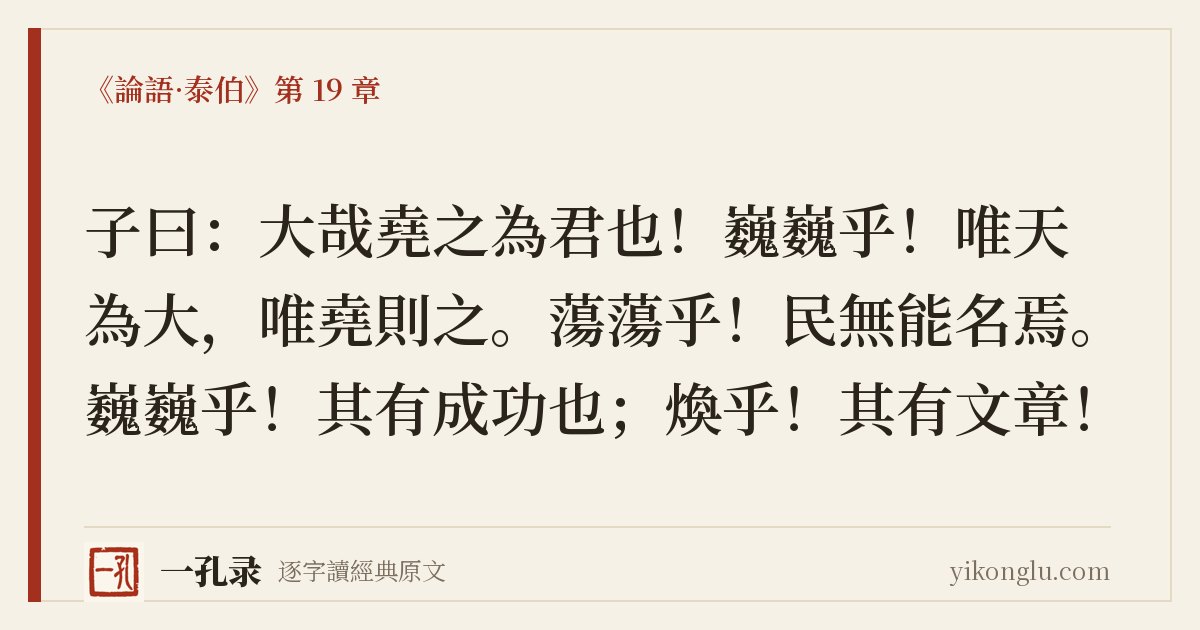 《論語·泰伯》第 19 章
子曰：大哉堯之為君也！巍巍乎！唯天
為大，唯堯則之。蕩蕩乎！民無能名焉。
巍巍乎！其有成功也；煥乎！其有文章！
一孔
一孔录 逐字讀經典原文 yikonglu.com